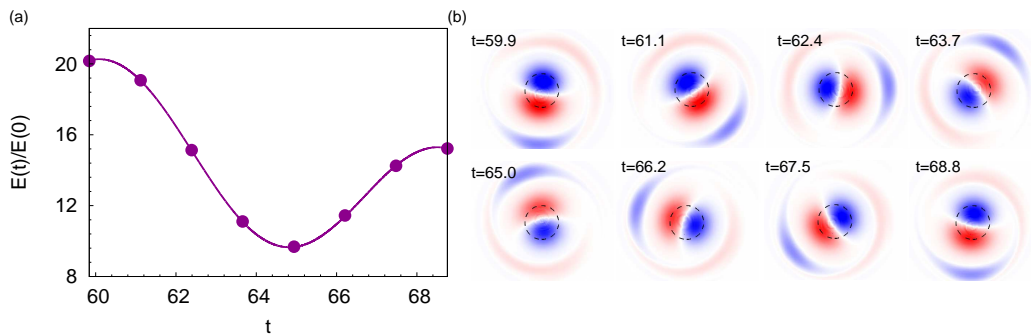 (a)
E(t)/E(0)
20
16
12
8
60 62 64 66 68
t
(b)
t=59.9 t=61.1 t=62.4 t=63.7
t=65.0 t=66.2 t=67.5 t=68.8